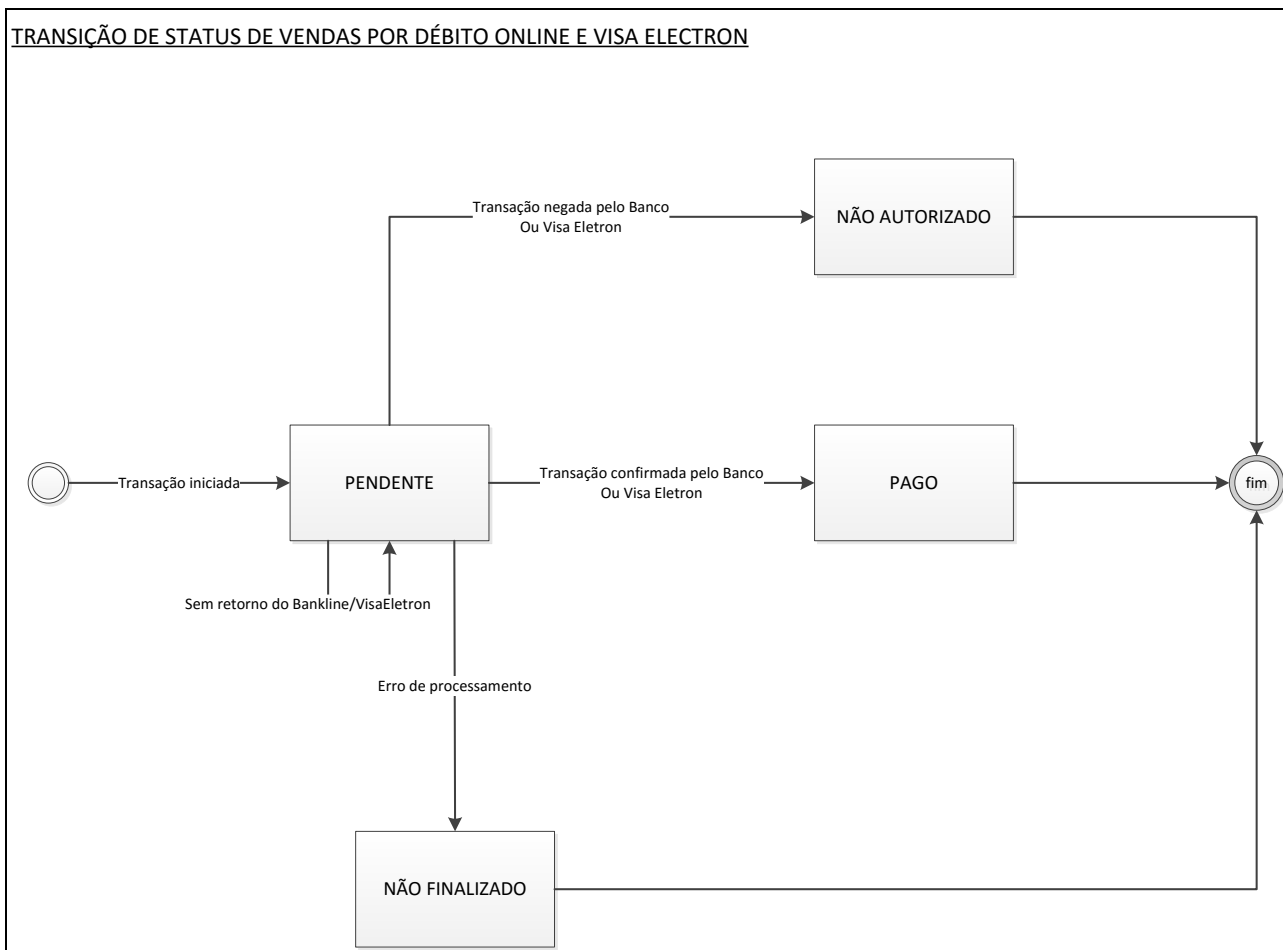 TRANSIÇÃO DE STATUS DE VENDAS POR DÉBITO ONLINE E VISA ELECTRON
Transação negada pelo Banco
Ou Visa Eletron
NÃO AUTORIZADO
Transação iniciada
PENDENTE
Transação confirmada pelo Banco
Ou Visa Eletron
PAGO
fim
Sem retorno do Bankline/VisaEletron
Erro de processamento
NÃO FINALIZADO